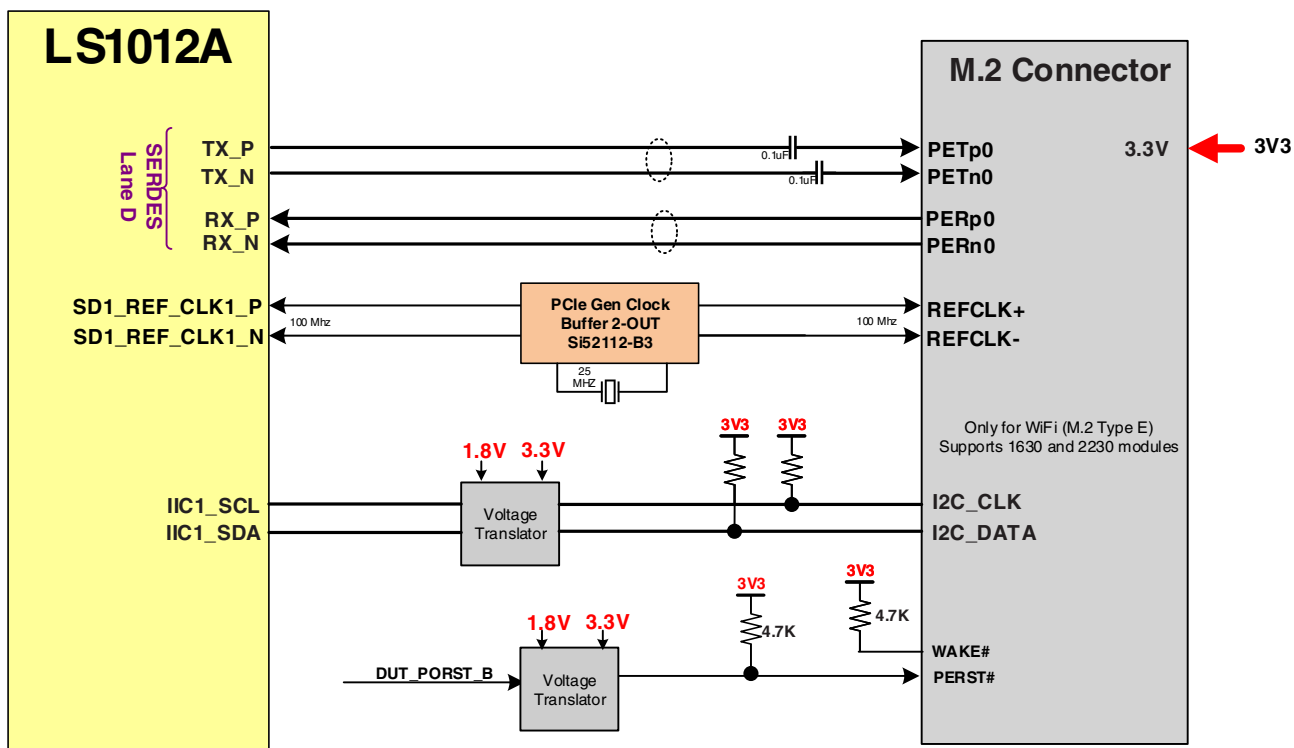 LS1012A
M.2 Connector
SERDES
Lane D
TX_P
0.1uF
PETp0
3.3V
3V3
TX_N
0.1uF
PETn0
RX_P
PERp0
RX_N
PERn0
SD1_REF_CLK1_P
100 Mhz
SD1_REF_CLK1_N
PCIe Gen Clock
Buffer 2-OUT
Si52112-B3
100 Mhz
REFCLK+
REFCLK-
25
MHZ
Only for WiFi (M.2 Type E)
Supports 1630 and 2230 modules
3V3
3V3
1.8V
3.3V
IIC1_SCL
IIC1_SDA
Voltage
Translator
I2C_CLK
I2C_DATA
3V3
3V3
4.7K
4.7K
1.8V
3.3V
WAKE#
DUT_PORST_B
Voltage
Translator
PERST#